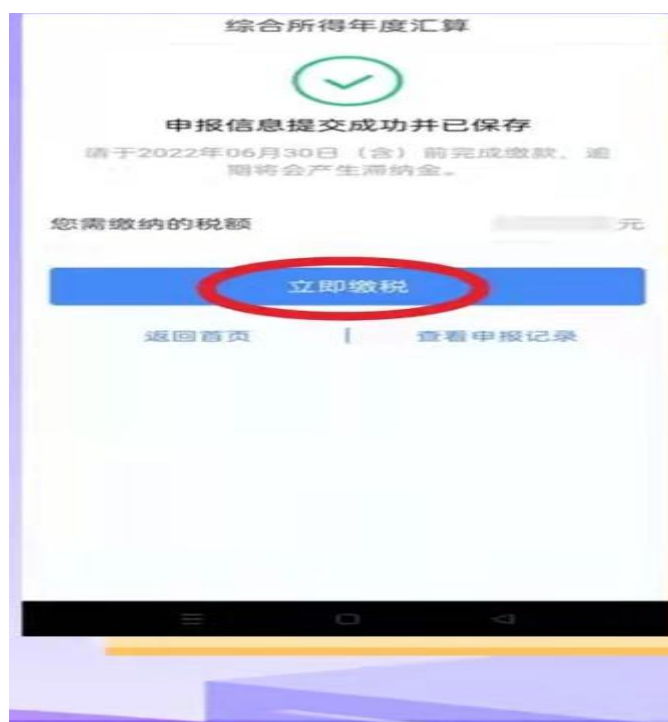 综合所得年度汇算
申报信息提交成功并已保存
请于2022年06月30日（含）前完成缴款，逾
期将会产生滞纳金。
您需缴纳的税额 元
立即缴税
返回首页 | 查看申报记录